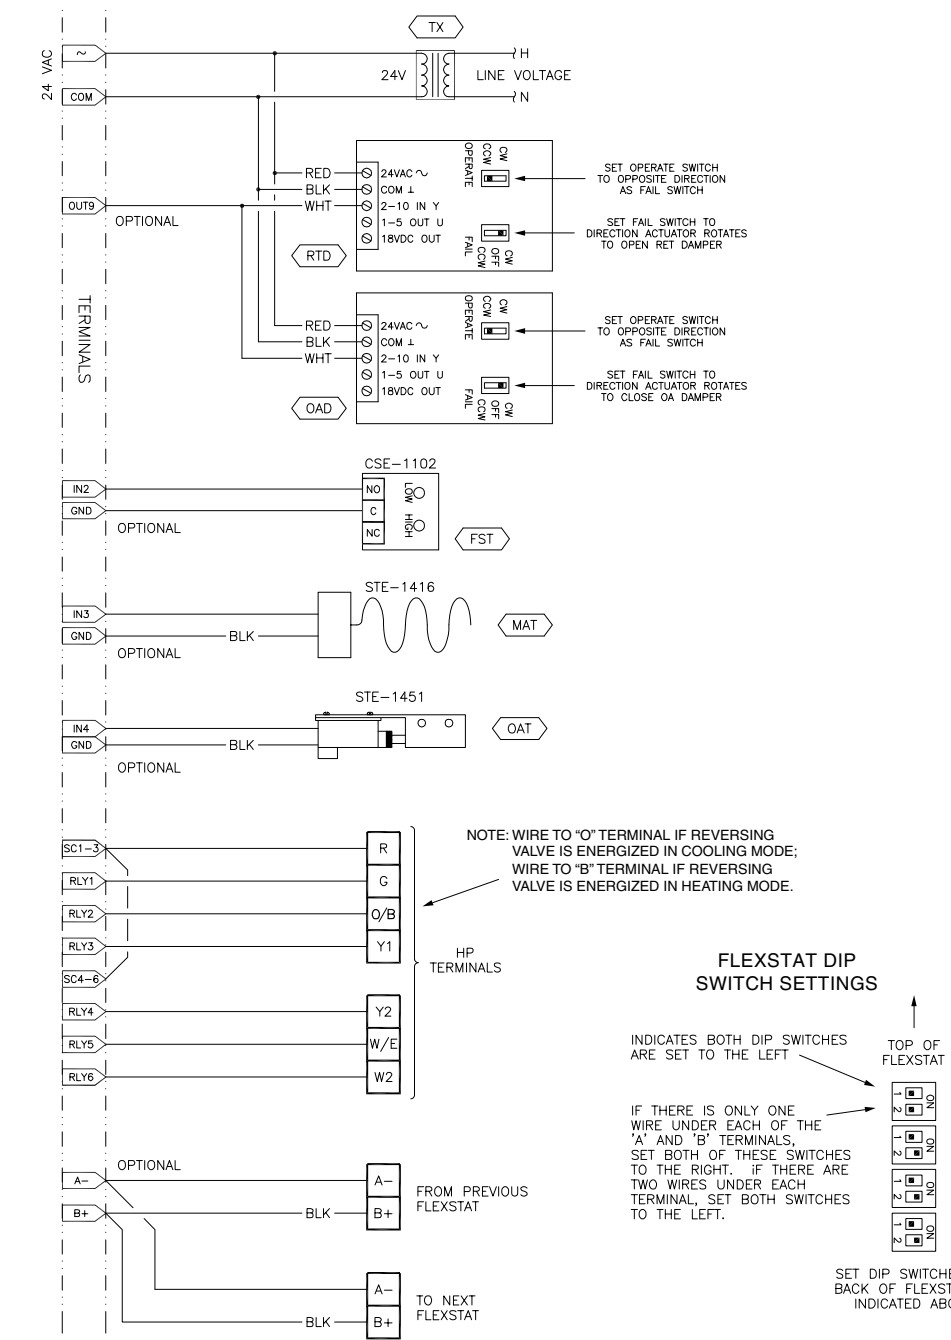 TX
24 VAC
~
COM
24V
H
LINE VOLTAGE
N
RED
BLK
WHT
24VAC ~
COM ⊥
2-10 IN Y
1-5 OUT U
18VDC OUT
OPERATE
CCW
CW
FAIL
CCW
OFF
CW
SET OPERATE SWITCH
TO OPPOSITE DIRECTION
AS FAIL SWITCH
SET FAIL SWITCH TO
DIRECTION ACTUATOR ROTATES
TO OPEN RET DAMPER
OUT9
OPTIONAL
RTD
TERMINALS
RED
BLK
WHT
24VAC ~
COM ⊥
2-10 IN Y
1-5 OUT U
18VDC OUT
OPERATE
CCW
CW
FAIL
CCW
OFF
CW
SET OPERATE SWITCH
TO OPPOSITE DIRECTION
AS FAIL SWITCH
SET FAIL SWITCH TO
DIRECTION ACTUATOR ROTATES
TO CLOSE OA DAMPER
OAD
CSE-1102
IN2
GND
OPTIONAL
NO
C
NC
LOW
HIGH
FST
STE-1416
IN3
GND
BLK
OPTIONAL
MAT
STE-1451
IN4
GND
BLK
OPTIONAL
OAT
SC1-3
RLY1
RLY2
RLY3
SC4-6
RLY4
RLY5
RLY6
R
G
O/B
Y1
Y2
W/E
W2
HP
TERMINALS
NOTE: WIRE TO “O” TERMINAL IF REVERSING
VALVE IS ENERGIZED IN COOLING MODE;
WIRE TO “B” TERMINAL IF REVERSING
VALVE IS ENERGIZED IN HEATING MODE.
FLEXSTAT DIP
SWITCH SETTINGS
INDICATES BOTH DIP SWITCHES
ARE SET TO THE LEFT
TOP OF
FLEXSTAT
IF THERE IS ONLY ONE
WIRE UNDER EACH OF THE
'A' AND 'B' TERMINALS,
SET BOTH OF THESE SWITCHES
TO THE RIGHT. iF THERE ARE
TWO WIRES UNDER EACH
TERMINAL, SET BOTH SWITCHES
TO THE LEFT.
1 2 ON
1 2 ON
1 2 ON
1 2 ON
SET DIP SWITCHE
BACK OF FLEXST
INDICATED ABO
OPTIONAL
A-
B+
BLK
A-
B+
FROM PREVIOUS
FLEXSTAT
BLK
A-
B+
TO NEXT
FLEXSTAT